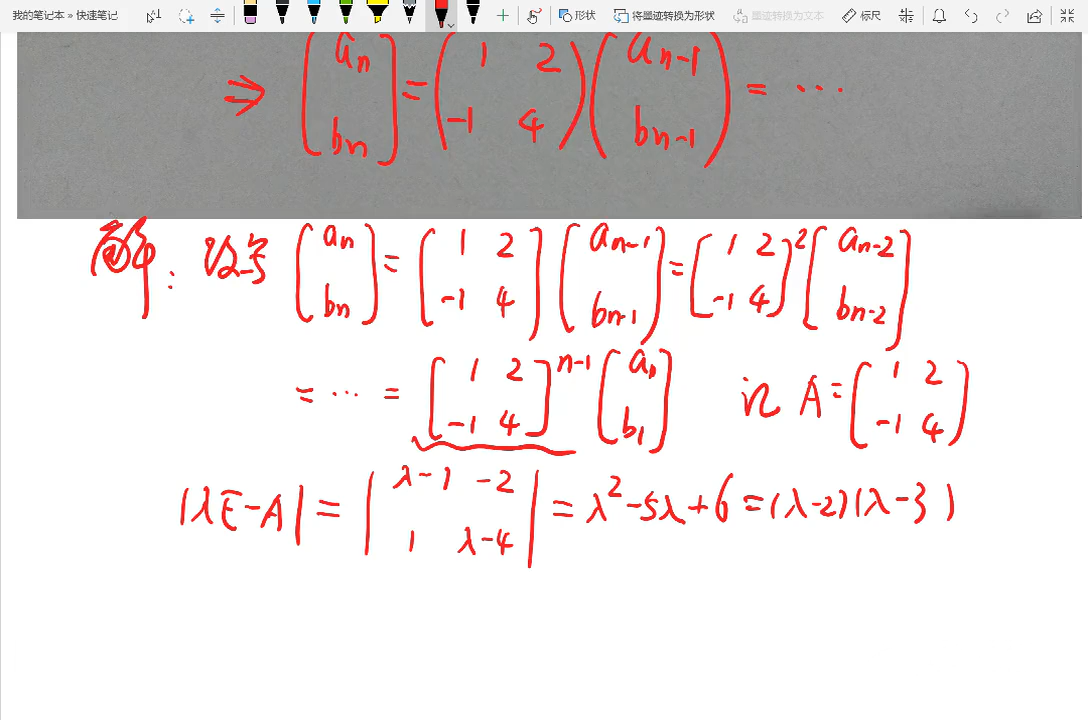 我的笔记本 » 快速笔记 形状 将墨迹转换为形状 墨迹转换为文本 标尺
⇒ [aₙ bₙ] = (1 2 -1 4)(aₙ₋₁ bₙ₋₁) = ⋯
解: [aₙ bₙ] = [1 2 -1 4][aₙ₋₁ bₙ₋₁] = [1 2 -1 4]²[aₙ₋₂ bₙ₋₂]
= ⋯ = [1 2 -1 4]ⁿ⁻¹[a₁ b₁] 记 A = [1 2 -1 4]
|λE-A| = |λ-1 -2 1 λ-4| = λ²-5λ+6 = (λ-2)(λ-3)